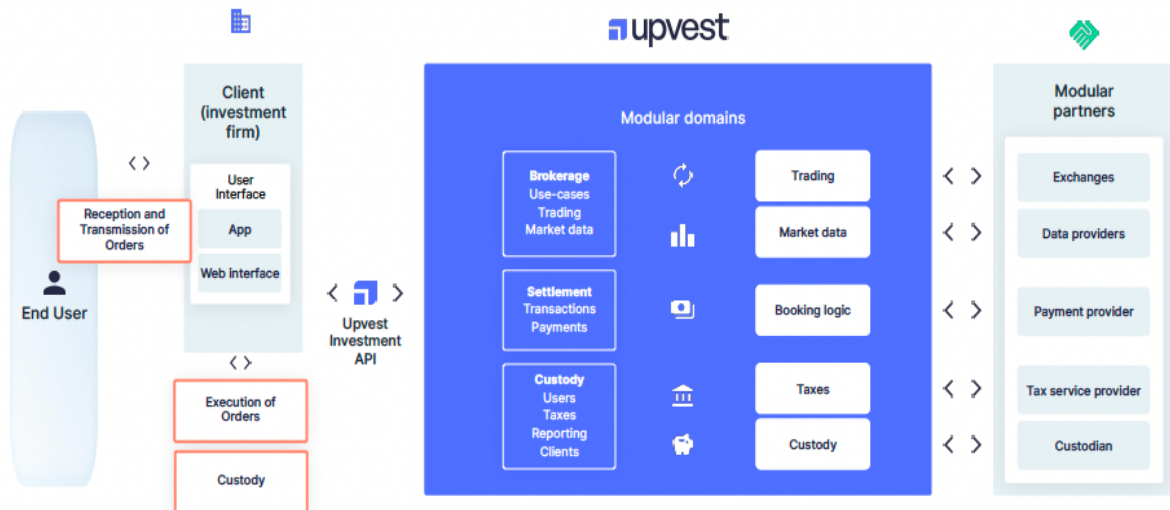 upvest
Client
(investment
firm)
User
Interface
App
Web interface
Reception and
Transmission of
Orders
End User
Execution of
Orders
Custody
Upvest
Investment
API
Modular domains
Brokerage
Use-cases
Trading
Market data
Settlement
Transactions
Payments
Custody
Users
Taxes
Reporting
Clients
Trading
Market data
Booking logic
Taxes
Custody
Modular
partners
Exchanges
Data providers
Payment provider
Tax service provider
Custodian